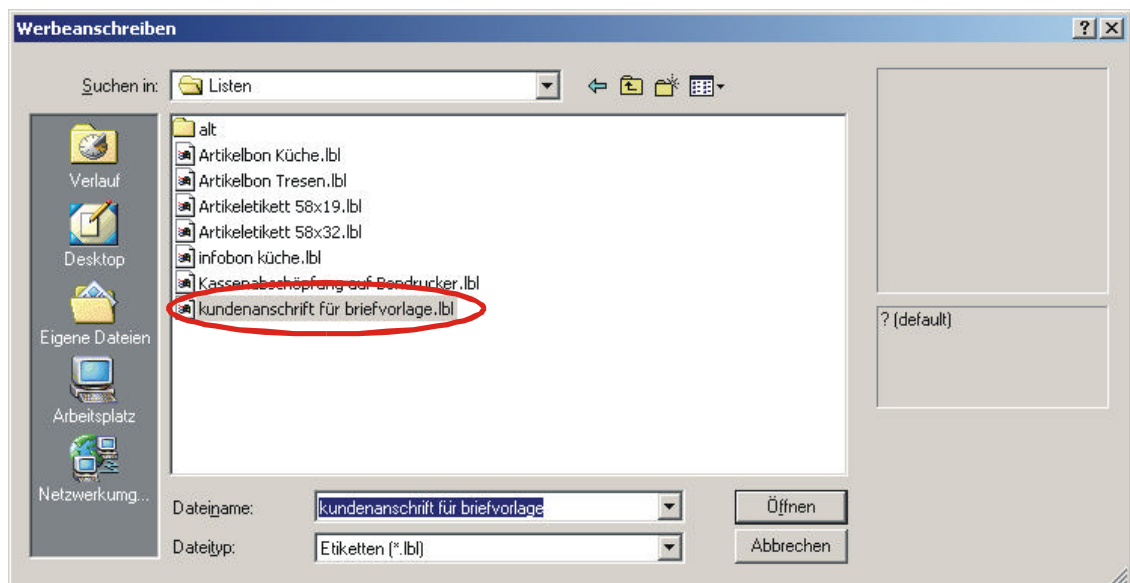 Werbeanschreiben
Suchen in: Listen
alt
Artikelbon Küche.lbl
Artikelbon Tresen.lbl
Artikeletikett 58x19.lbl
Artikeletikett 58x32.lbl
infobon küche.lbl
Kassenabschöpfung auf Bondrucker.lbl
kundenanschrift für briefvorlage.lbl
Verlauf
Desktop
Eigene Dateien
Arbeitsplatz
Netzwerkumg...
? (default)
Dateiname: kundenanschrift für briefvorlage Öffnen
Dateityp: Etiketten (*.lbl) Abbrechen